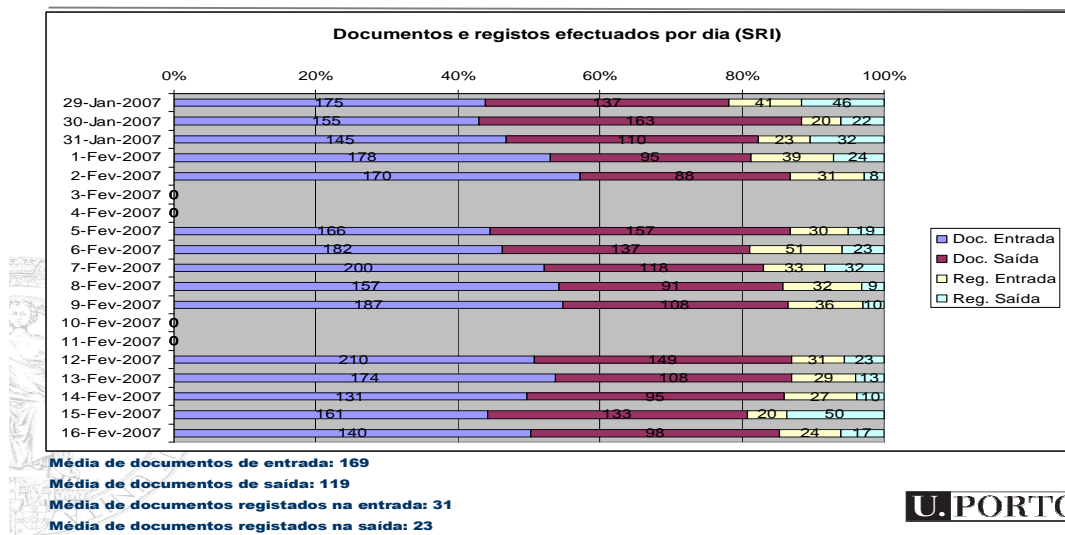 Documentos e registos efectuados por dia (SRI)
0% 20% 40% 60% 80% 100%
29-Jan-2007 175 137 41 46
30-Jan-2007 155 163 20 22
31-Jan-2007 145 110 23 32
1-Fev-2007 178 95 39 24
2-Fev-2007 170 88 31 8
3-Fev-2007 0
4-Fev-2007 0
5-Fev-2007 166 157 30 19
6-Fev-2007 182 137 51 23
7-Fev-2007 200 118 33 32
8-Fev-2007 157 91 32 9
9-Fev-2007 187 108 36 10
10-Fev-2007 0
11-Fev-2007 0
12-Fev-2007 210 149 31 23
13-Fev-2007 174 108 29 13
14-Fev-2007 131 95 27 10
15-Fev-2007 161 133 20 50
16-Fev-2007 140 98 24 17
Doc. Entrada
Doc. Saída
Reg. Entrada
Reg. Saída
Média de documentos de entrada: 169
Média de documentos de saída: 119
Média de documentos registados na entrada: 31
Média de documentos registados na saída: 23
U. PORTO